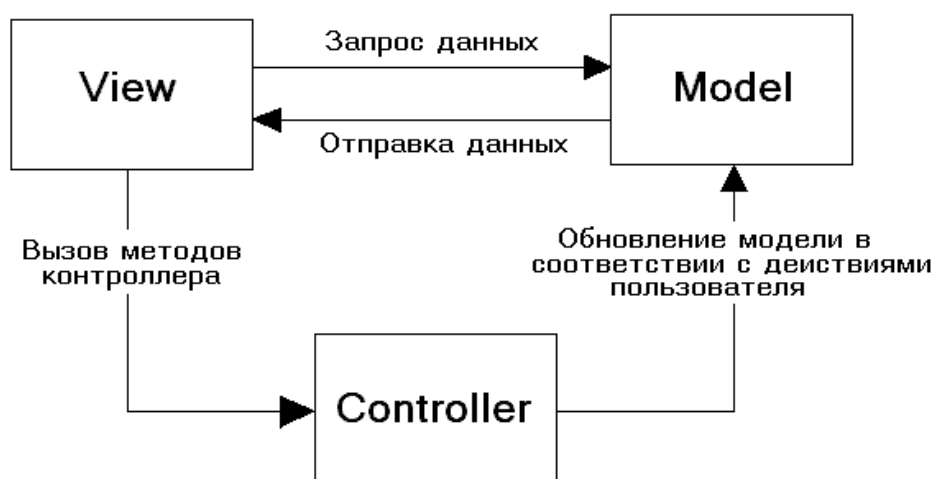 Запрос данных
View
Model
Отправка данных
Вызов методов
контроллера
Обновление модели в
соответствии с деиствиями
пользователя
Controller